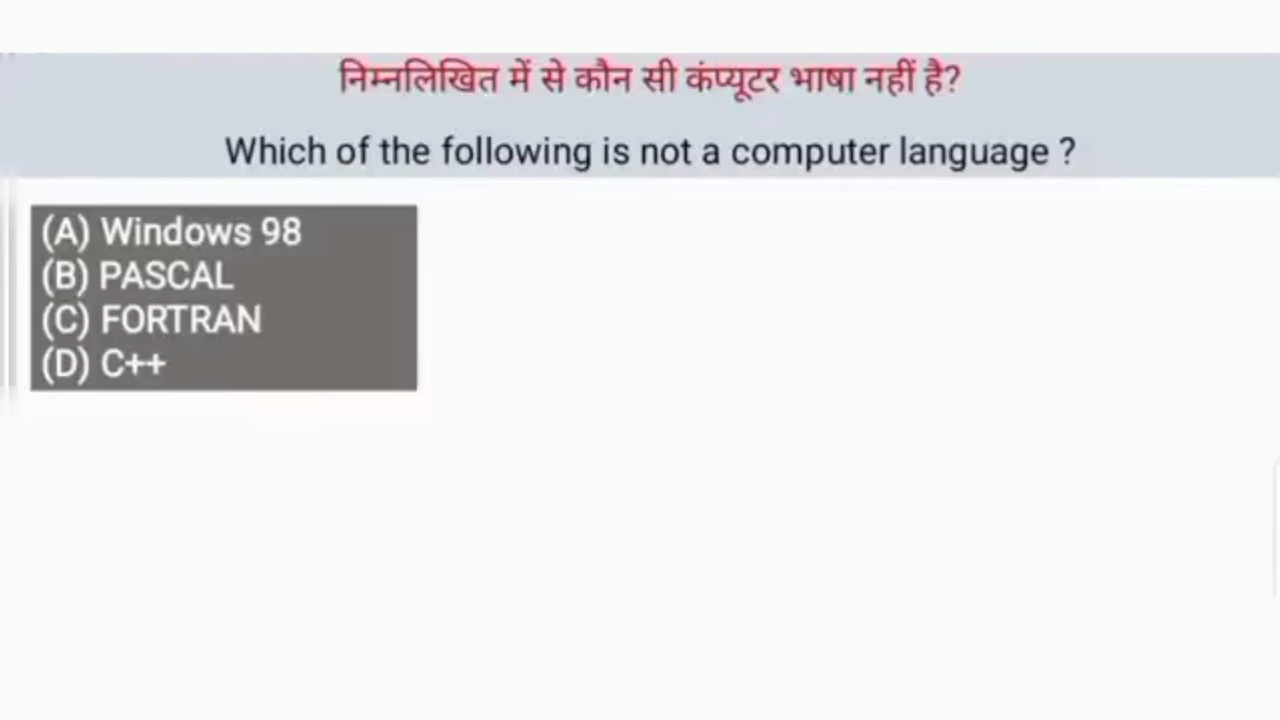 निम्नलिखित में से कौन सी कंप्यूटर भाषा नहीं है?
Which of the following is not a computer language ?
(A) Windows 98
(B) PASCAL
(C) FORTRAN
(D) C++